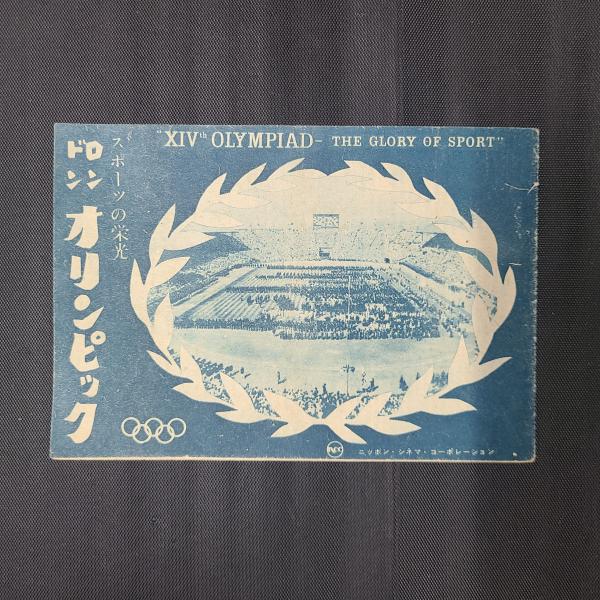 "XIVth OLYMPIAD - THE GLORY OF SPORT"
スポーツの栄光
ロンドン
オリンピック
NCC
ニッポン・シネマ・コーポレーション